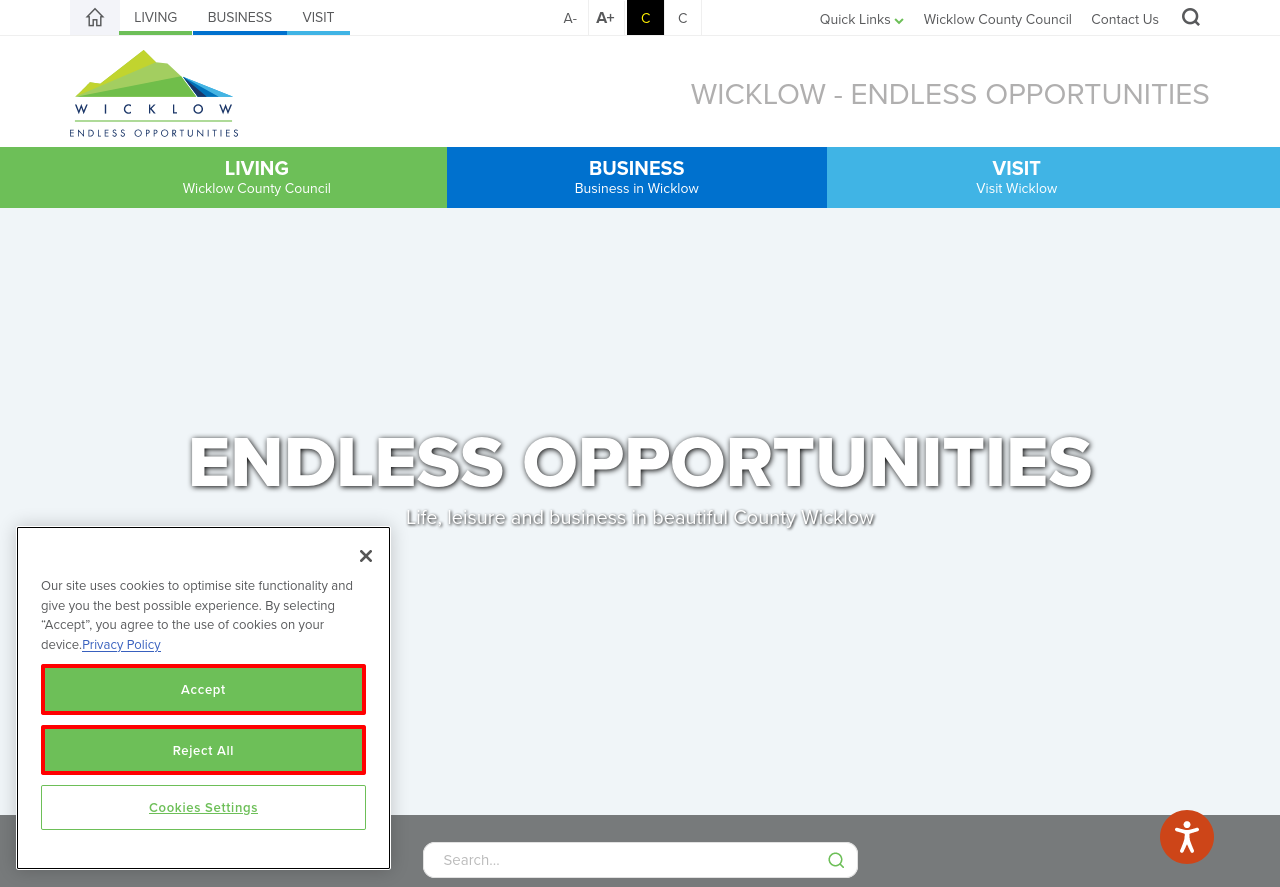 LIVING BUSINESS VISIT A- A+ C C Quick Links Wicklow County Council Contact Us
WICKLOW
ENDLESS OPPORTUNITIES
WICKLOW - ENDLESS OPPORTUNITIES
LIVING
Wicklow County Council
BUSINESS
Business in Wicklow
VISIT
Visit Wicklow
ENDLESS OPPORTUNITIES
Life, leisure and business in beautiful County Wicklow
Our site uses cookies to optimise site functionality and
give you the best possible experience. By selecting
“Accept”, you agree to the use of cookies on your
device.Privacy Policy
Accept
Reject All
Cookies Settings
Search...